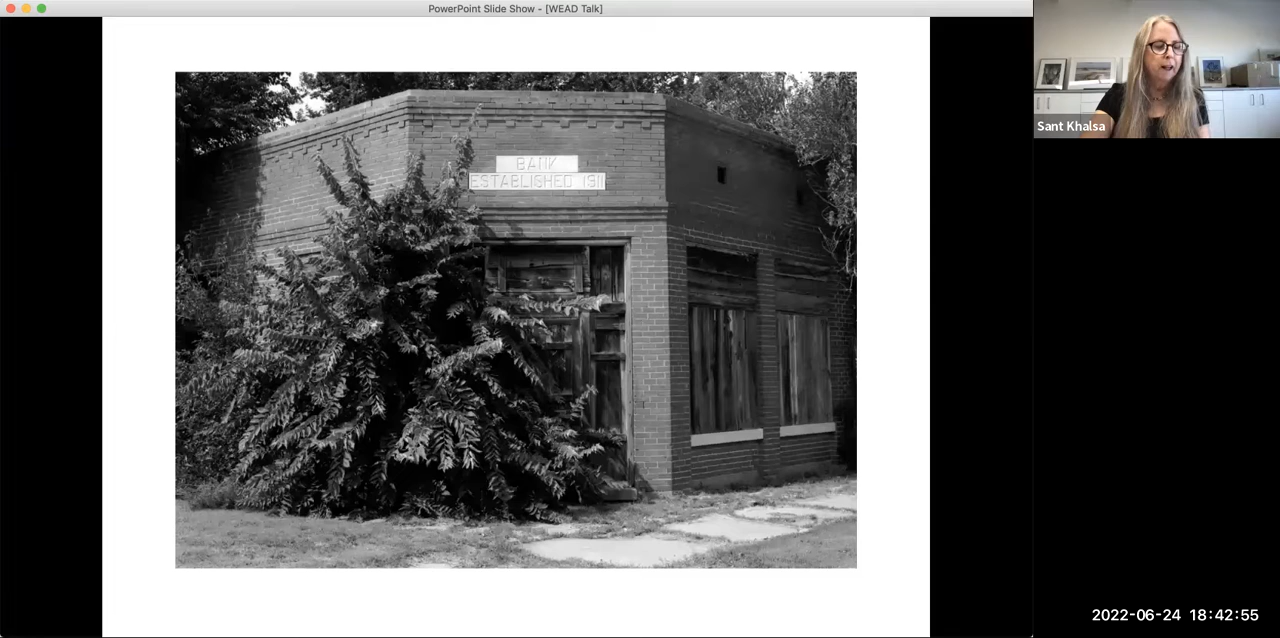 PowerPoint Slide Show - [WEAD Talk]
BANK
ESTABLISHED 1911
Sant Khalsa
2022-06-24 18:42:55